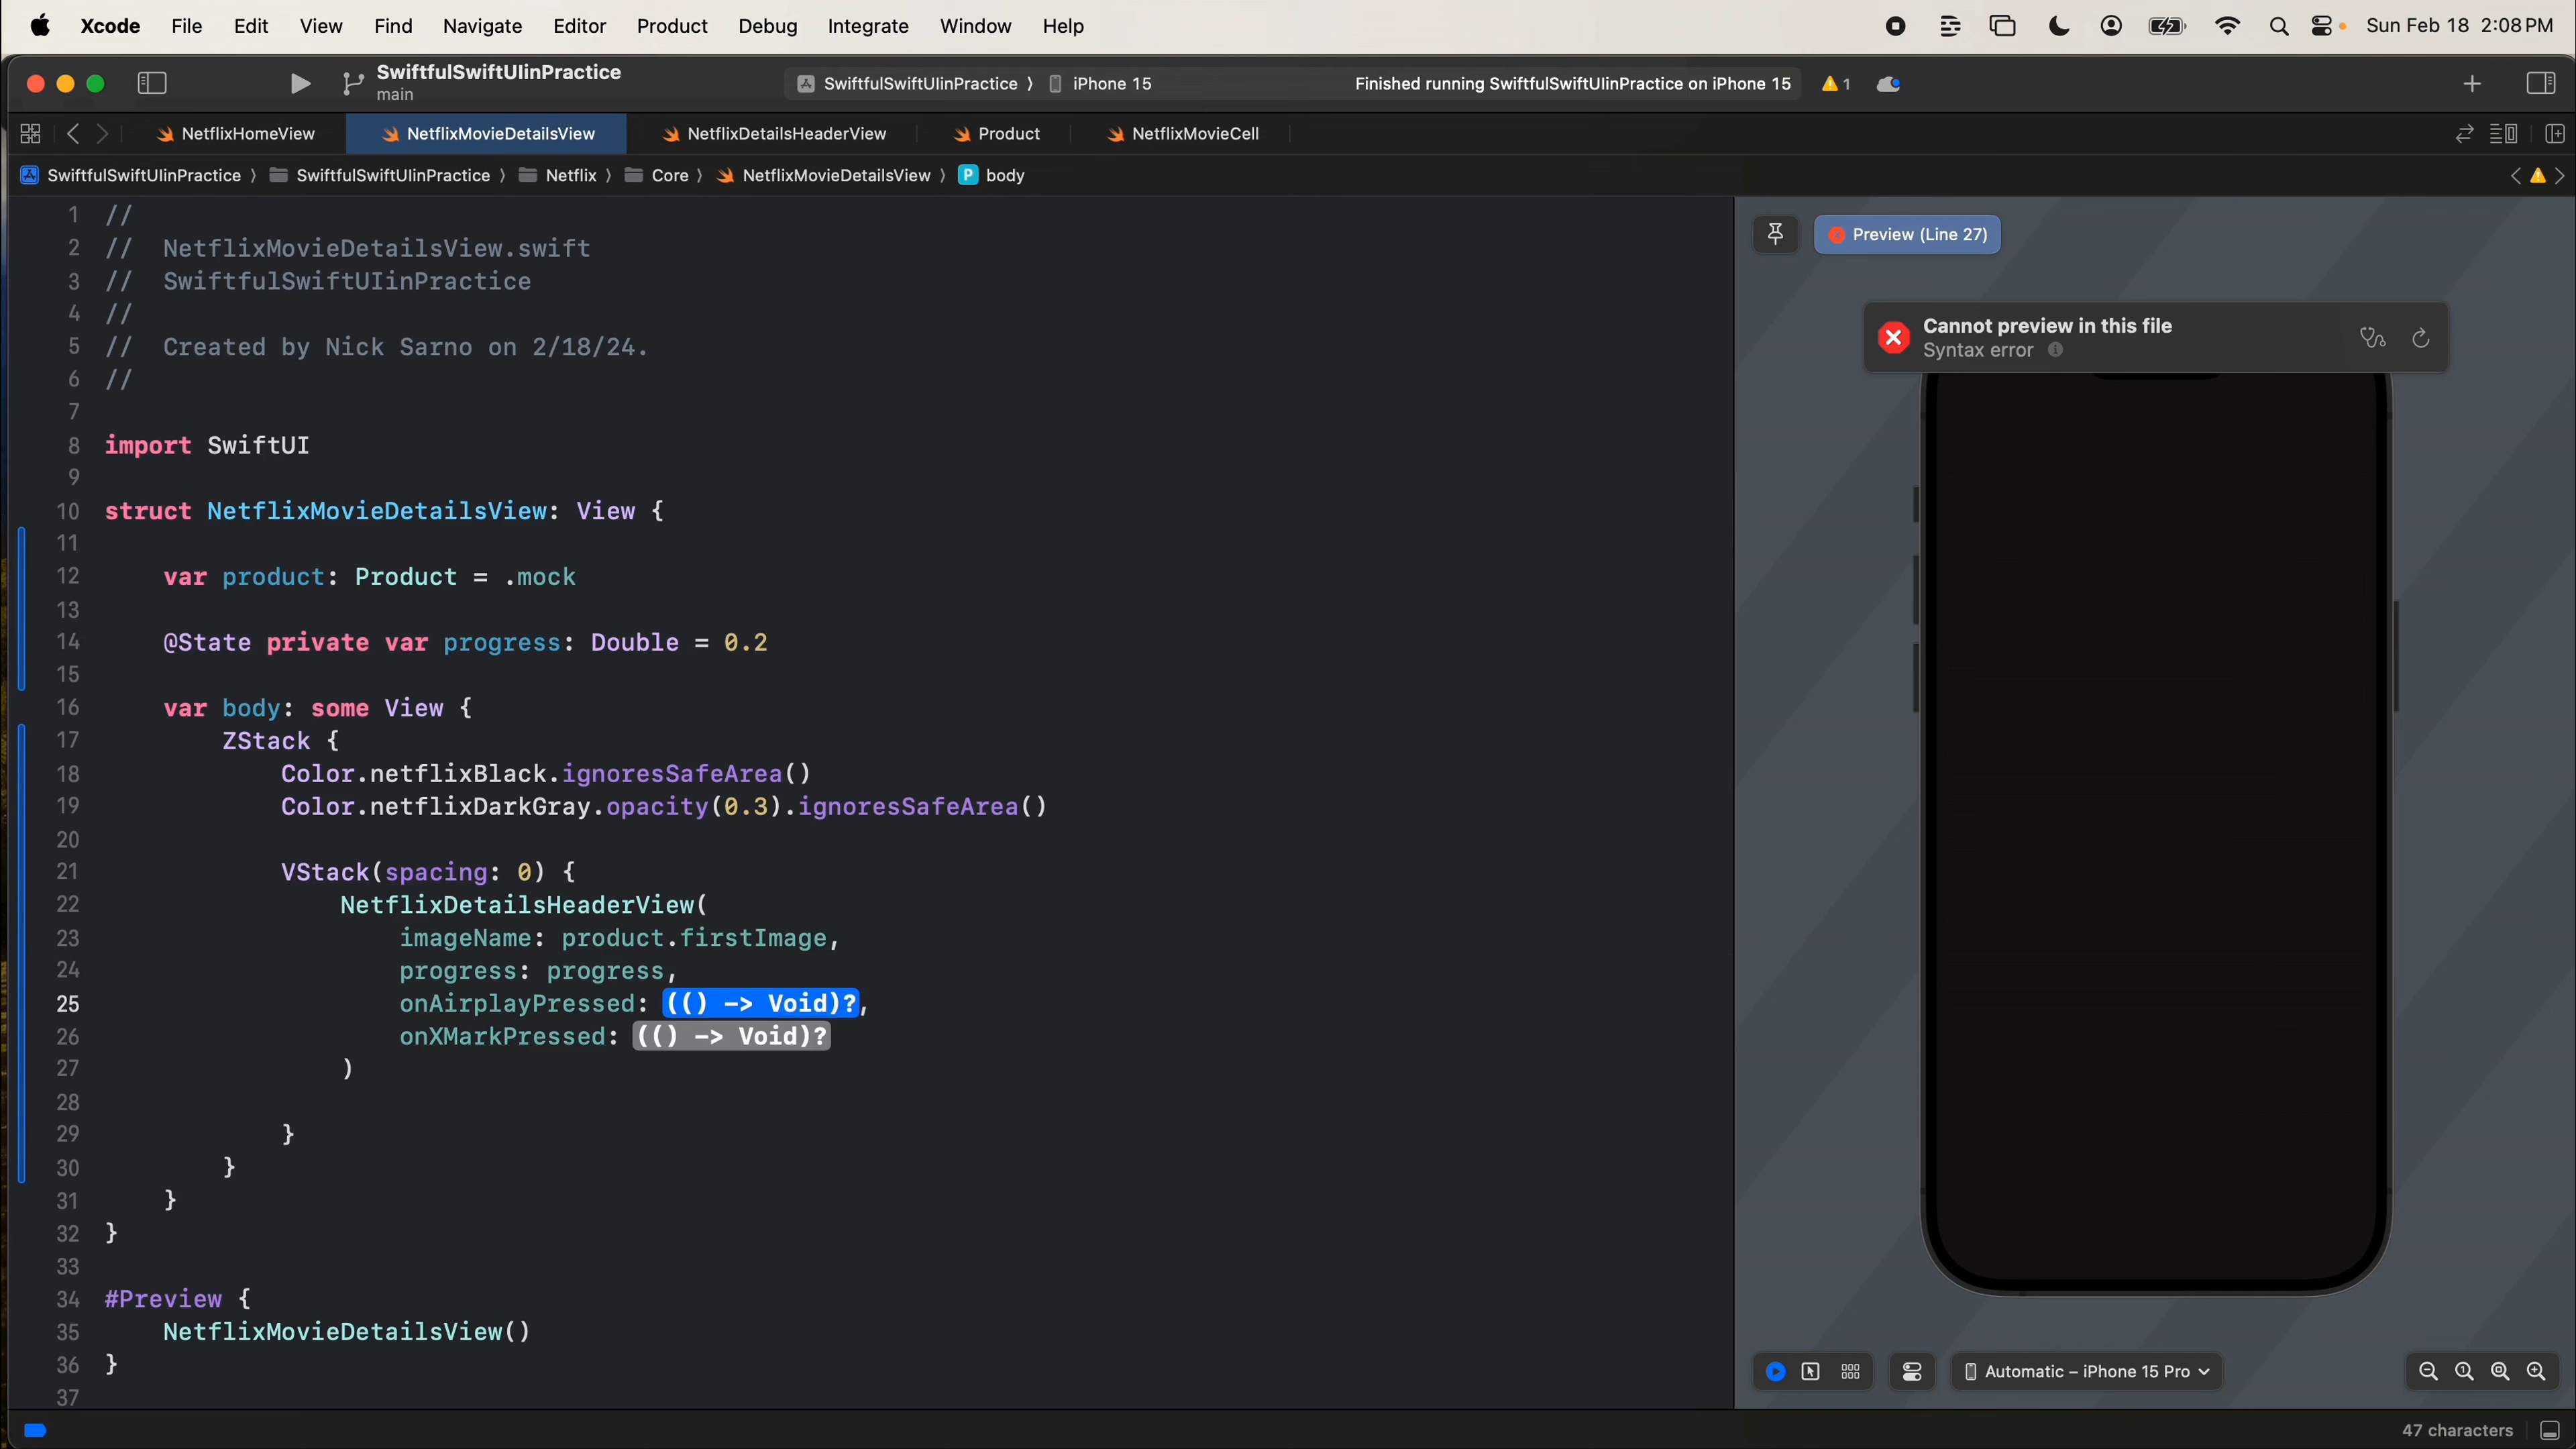 Xcode File Edit View Find Navigate Editor Product Debug Integrate Window Help Sun Feb 18 2:08 PM
SwiftfulSwiftUIinPractice
main
SwiftfulSwiftUIinPractice ⟩ iPhone 15 Finished running SwiftfulSwiftUIinPractice on iPhone 15 1
NetflixHomeView NetflixMovieDetailsView NetflixDetailsHeaderView Product NetflixMovieCell
SwiftfulSwiftUIinPractice ⟩ SwiftfulSwiftUIinPractice ⟩ Netflix ⟩ Core ⟩ NetflixMovieDetailsView ⟩ P body
1 //
2 //  NetflixMovieDetailsView.swift
3 //  SwiftfulSwiftUIinPractice
4 //
5 //  Created by Nick Sarno on 2/18/24.
6 //
7
8 import SwiftUI
9
10 struct NetflixMovieDetailsView: View {
11
12     var product: Product = .mock
13
14     @State private var progress: Double = 0.2
15
16     var body: some View {
17         ZStack {
18             Color.netflixBlack.ignoresSafeArea()
19             Color.netflixDarkGray.opacity(0.3).ignoresSafeArea()
20
21             VStack(spacing: 0) {
22                 NetflixDetailsHeaderView(
23                     imageName: product.firstImage,
24                     progress: progress,
25                     onAirplayPressed: (() -> Void)?,
26                     onXMarkPressed: (() -> Void)?
27                 )
28
29             }
30         }
31     }
32 }
33
34 #Preview {
35     NetflixMovieDetailsView()
36 }
37
Preview (Line 27)
Cannot preview in this file
Syntax error
Automatic – iPhone 15 Pro
47 characters